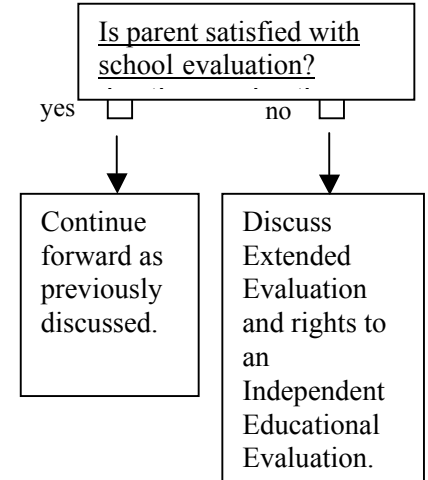 Is parent satisfied with
school evaluation?
yes
no
Continue
forward as
previously
discussed.
Discuss
Extended
Evaluation
and rights to
an
Independent
Educational
Evaluation.